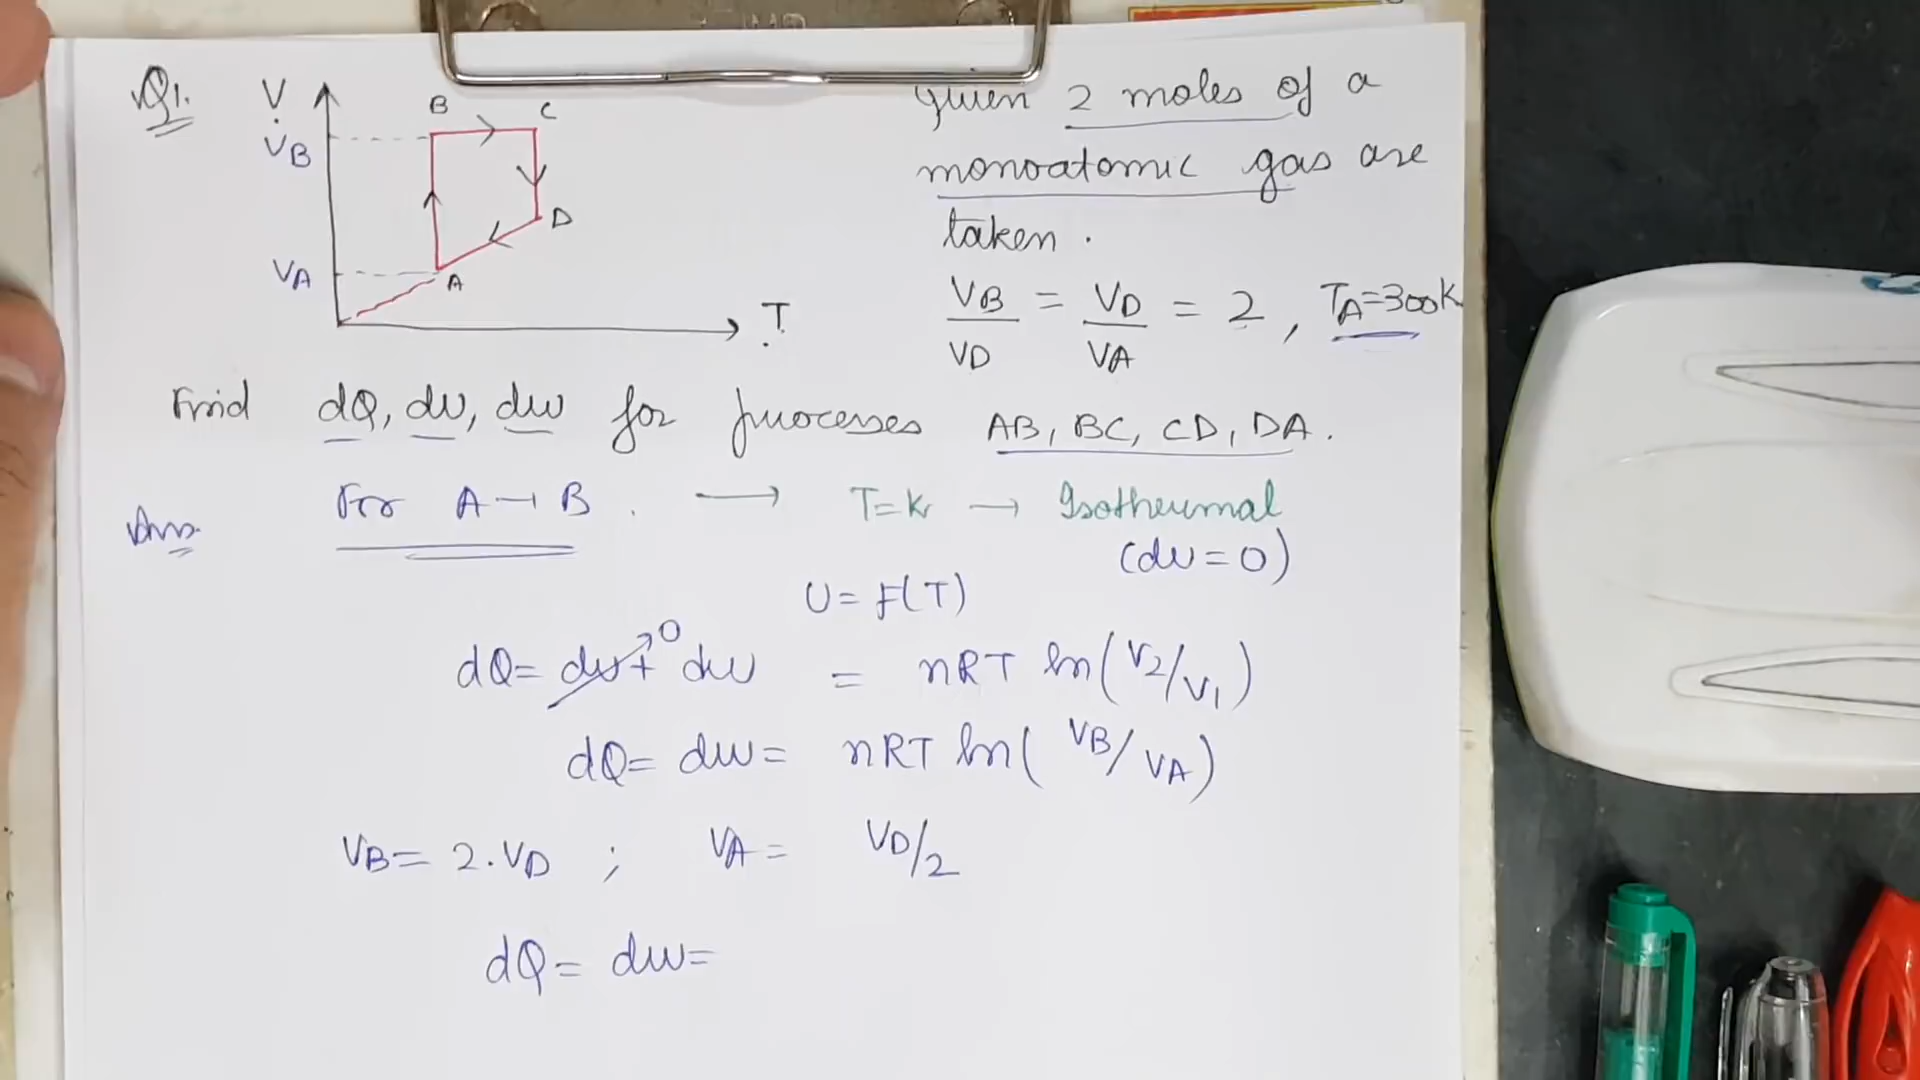 Q1.
V
VB
VA
B
C
D
A
T
Given 2 moles of a
monoatomic gas are
taken.
VB/VD = VD/VA = 2, TA=300K
Find dQ, dU, dW for processes AB, BC, CD, DA.
Ans For A→B. → T=K → Isothermal
(dU=0)
U= F(T)
dQ= dU+ dW = nRT ln(V2/V1)
0
dQ= dW= nRT ln(VB/VA)
VB= 2.VD ; VA= VD/2
dQ= dW=